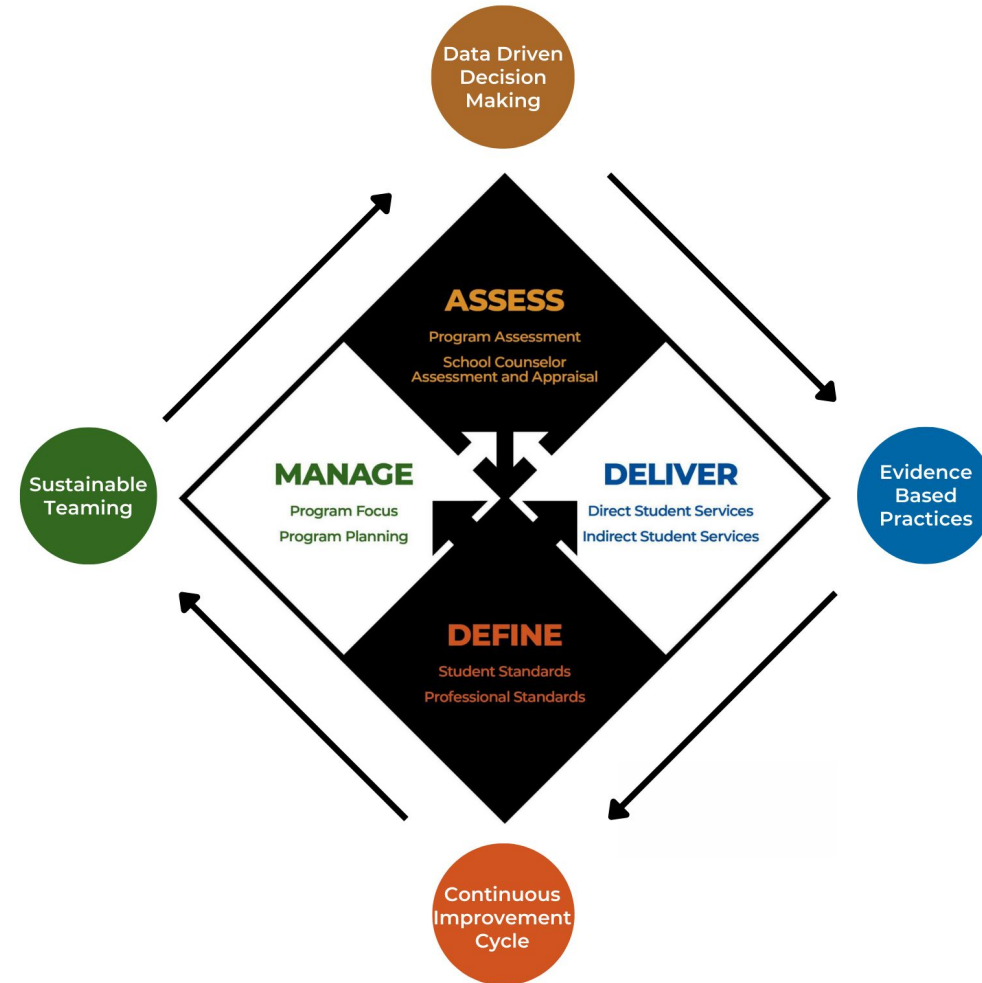 Data Driven
Decision
Making
ASSESS
Program Assessment
School Counselor
Assessment and Appraisal
Sustainable
Teaming
MANAGE
Program Focus
Program Planning
DELIVER
Direct Student Services
Indirect Student Services
Evidence
Based
Practices
DEFINE
Student Standards
Professional Standards
Continuous
Improvement
Cycle